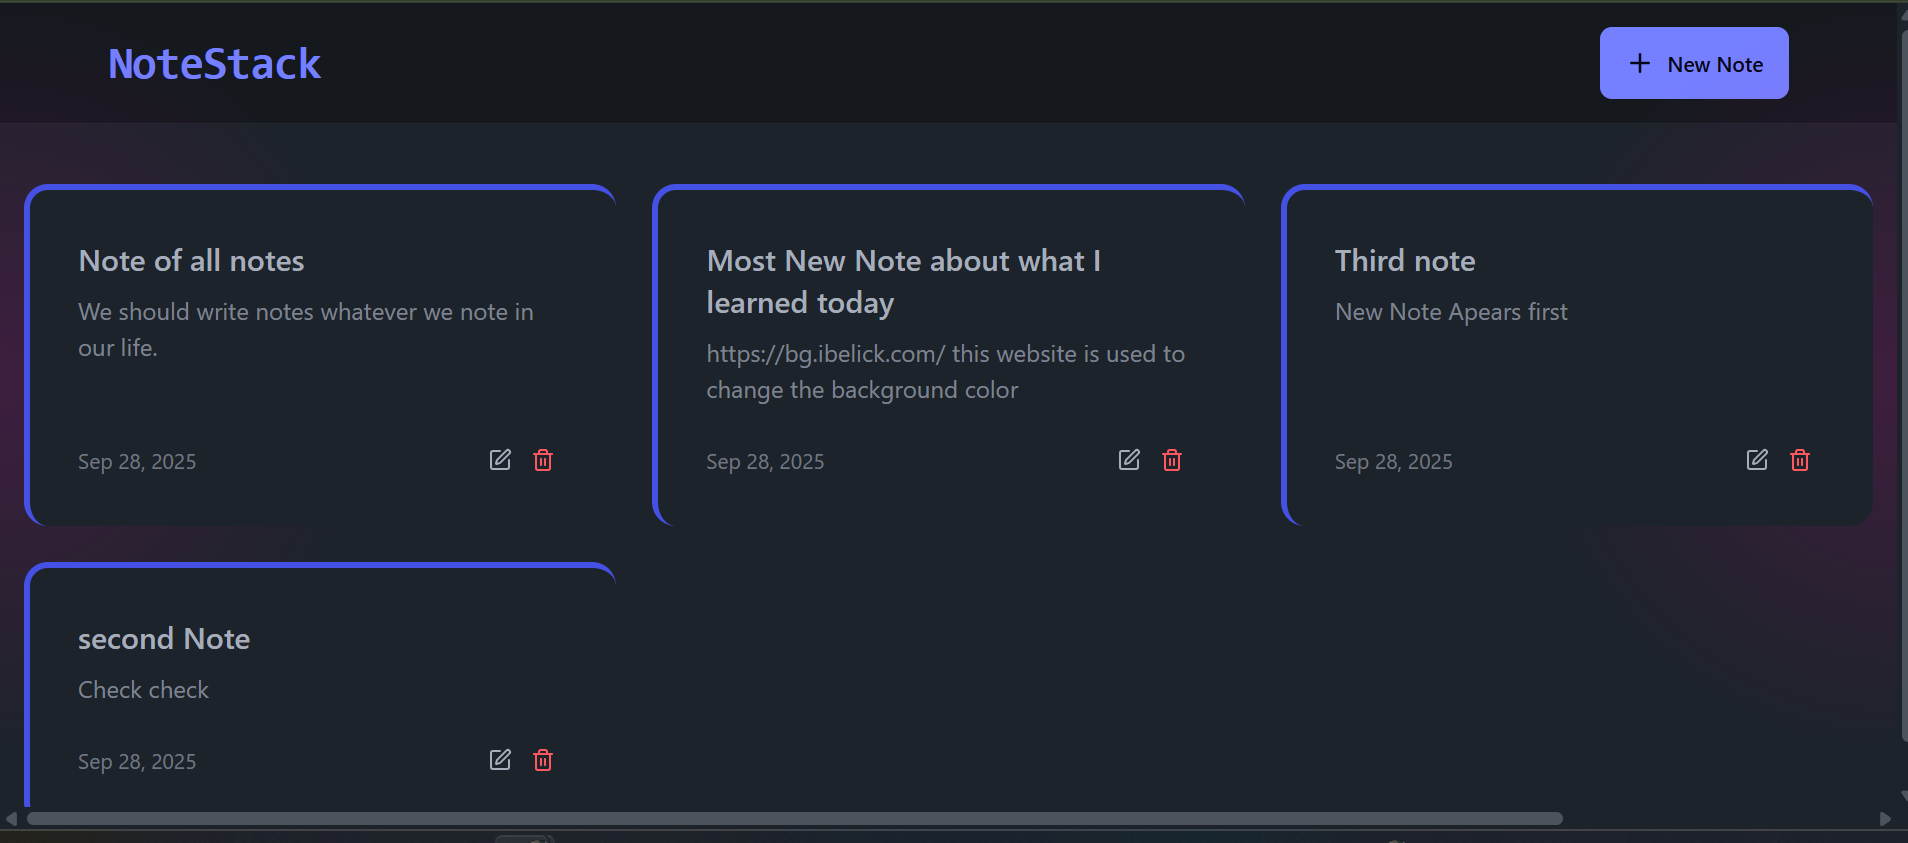 NoteStack
New Note
Note of all notes
We should write notes whatever we note in
our life.
Sep 28, 2025
Most New Note about what I
learned today
https://bg.ibelick.com/ this website is used to
change the background color
Sep 28, 2025
Third note
New Note Apears first
Sep 28, 2025
second Note
Check check
Sep 28, 2025